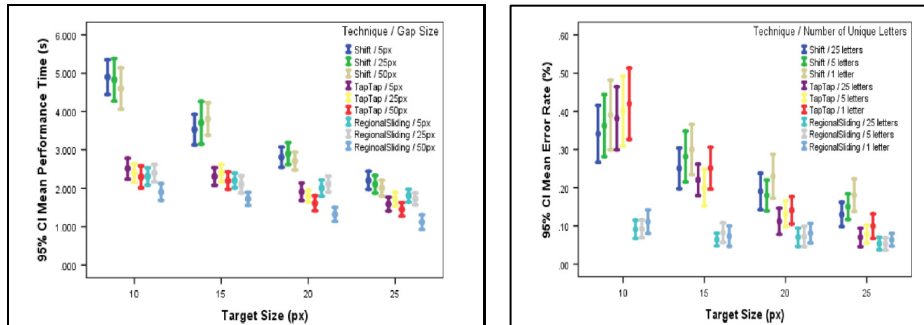 Technique / Gap Size
Shift / 5px
Shift / 25px
Shift / 50px
TapTap / 5px
TapTap / 25px
TapTap / 50px
RegionalSliding / 5px
RegionalSliding / 25px
RegionalSliding / 50px
95% CI Mean Performance Time (s)
6.000
5.000
4.000
3.000
2.000
1.000
.000
10 15 20 25
Target Size (px)
Technique / Number of Unique Letters
Shift / 25 letters
Shift / 5 letters
Shift / 1 letter
TapTap / 25 letters
TapTap / 5 letters
TapTap / 1 letter
RegionalSliding / 25 letters
RegionalSliding / 5 letters
RegionalSliding / 1 letter
95% CI Mean Error Rate (%)
.60
.50
.40
.30
.20
.10
.00
10 15 20 25
Target Size (px)